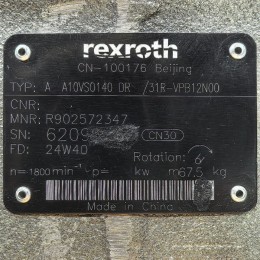 rexroth
CN-100176 Beijing
TYP: A A10VSO140 DR /31R-VPB12N00
CNR:
MNR: R902572347
SN: 6209 CN30
FD: 24W40
Rotation:
n=1800 min⁻¹ p= kw m 67.5 kg
Made in China